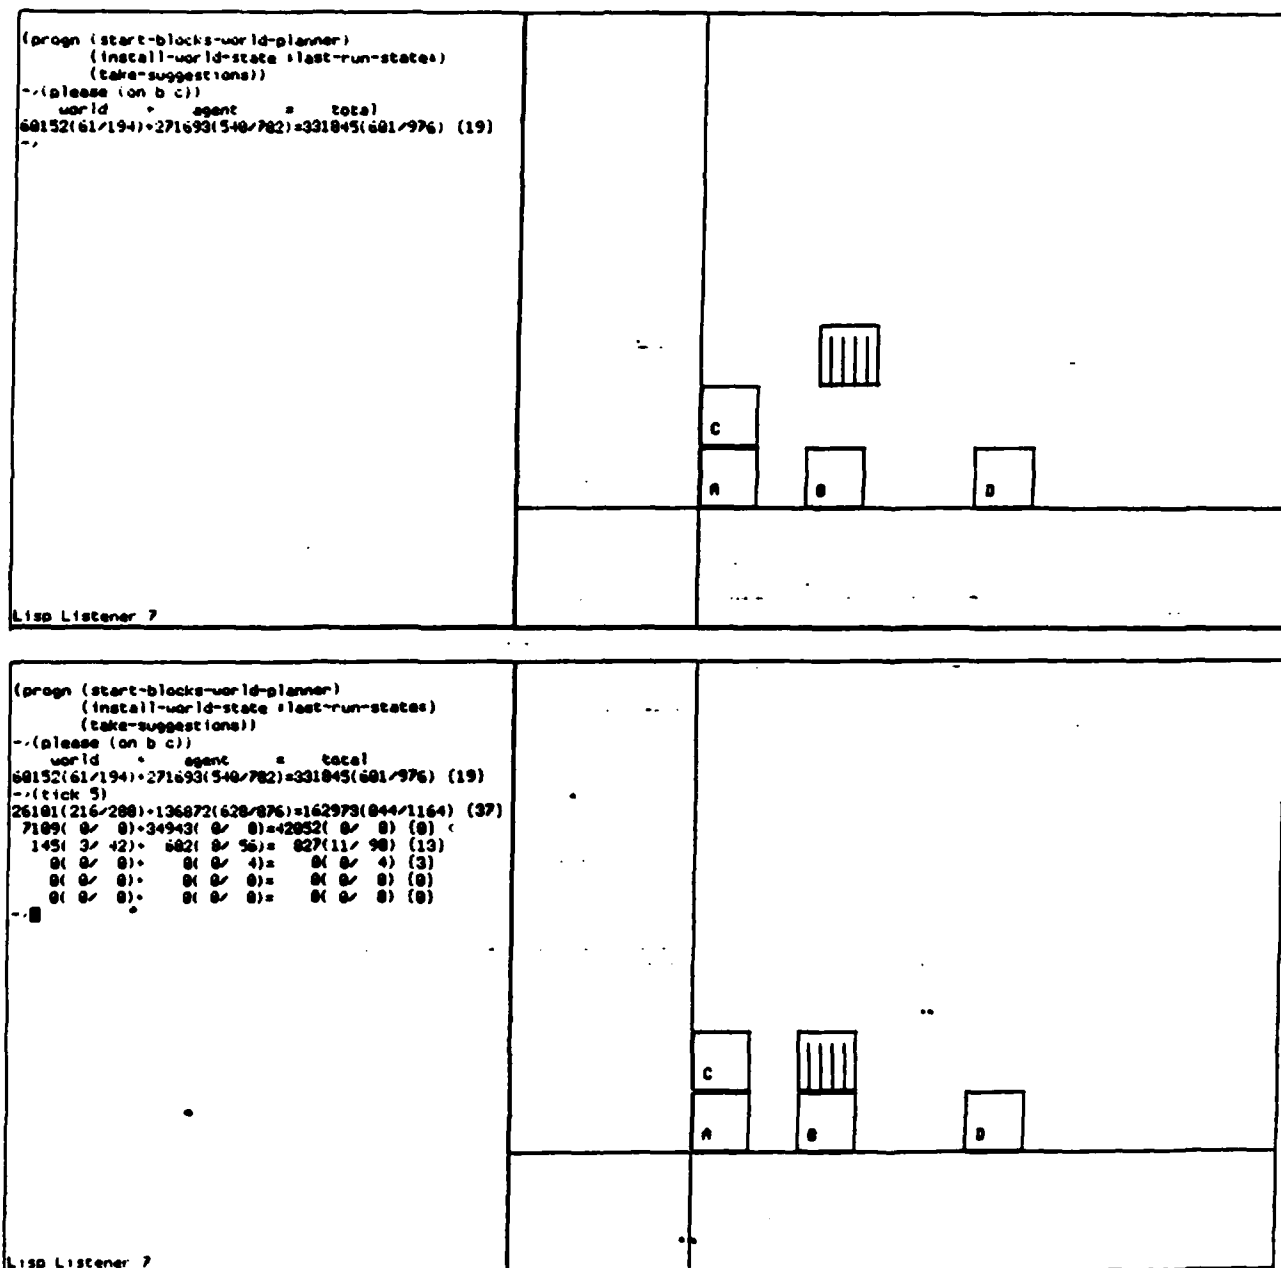 (progn (start-blocks-world-planner)
(install-world-state *last-run-state*)
(take-suggestions))
->(please (on b c))
world + agent = total
60152(61/194)+271693(540/782)=331845(601/976) {19}
->
C
A
B
D
Lisp Listener 7
(progn (start-blocks-world-planner)
(install-world-state *last-run-state*)
(take-suggestions))
->(please (on b c))
world + agent = total
60152(61/194)+271693(540/782)=331845(601/976) {19}
->(tick 5)
26101(216/288)+136872(628/876)=162973(844/1164) {37}
7109( 0/ 0)+34943( 0/ 0)=42052( 0/ 0) {0}
145( 3/ 42)+ 682( 8/ 56)= 827(11/ 98) {13}
0( 0/ 0)+ 0( 0/ 4)= 0( 0/ 4) {3}
0( 0/ 0)+ 0( 0/ 0)= 0( 0/ 0) {0}
0( 0/ 0)+ 0( 0/ 0)= 0( 0/ 0) {0}
->
C
A
B
D
Lisp Listener 7